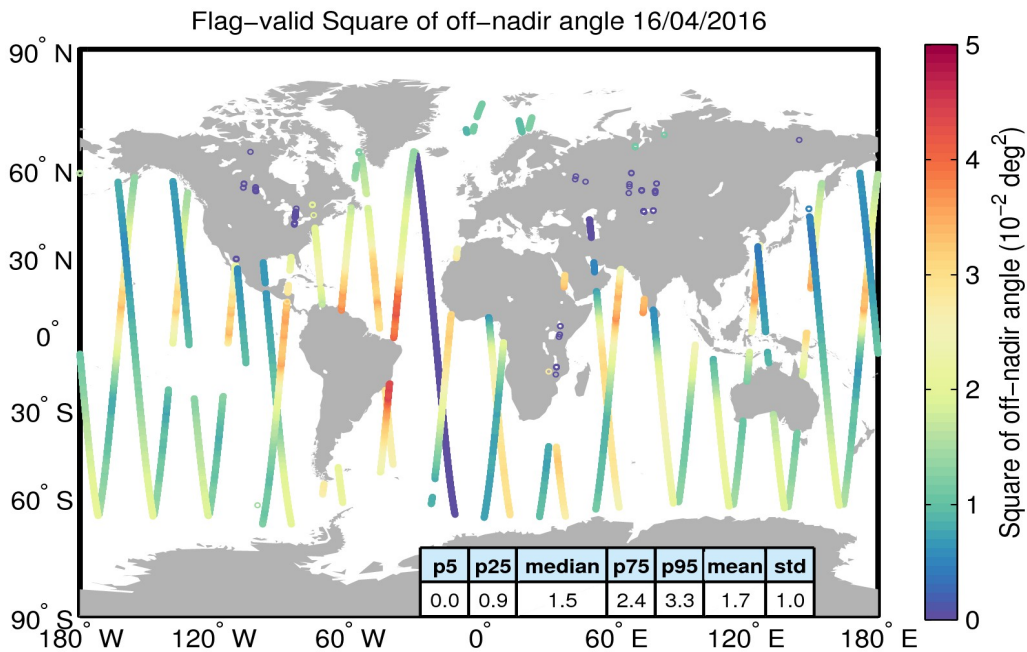 Flag−valid Square of off−nadir angle 16/04/2016
90° N
60° N
30° N
0°
30° S
60° S
90° S
180° W
120° W
60° W
0°
60° E
120° E
180° E
p5 p25 median p75 p95 mean std
0.0 0.9 1.5 2.4 3.3 1.7 1.0
5
4
3
2
1
0
Square of off−nadir angle (10⁻² deg²)